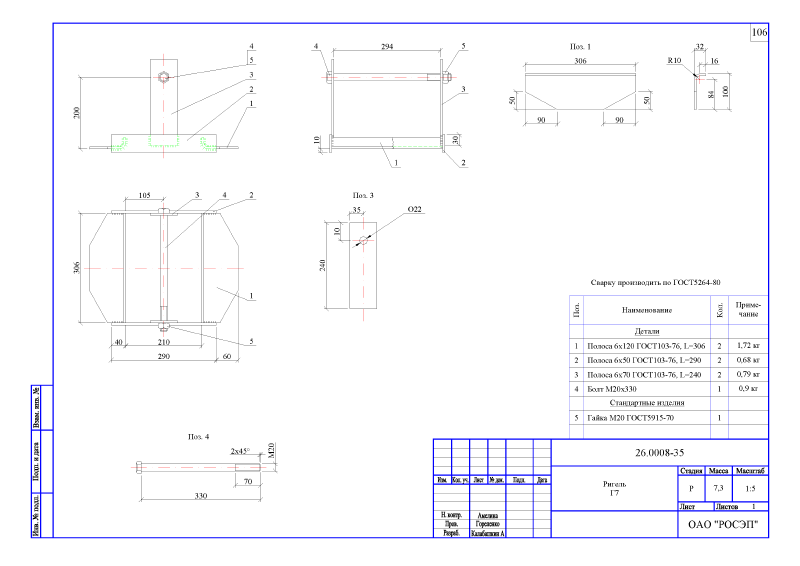 106
4
5
3
2
1
200
294
4
5
3
10
30
1
2
Поз. 1
306
50
50
90
90
32
R10
16
84
100
105
3
4
2
306
1
5
40
210
290
60
Поз. 3
35
О22
10
240
Поз. 4
2x45°
М20
70
330
Сварку производить по ГОСТ5264-80
Поз. Наименование Кол. Приме-
чание
Детали
1 Полоса 6х120 ГОСТ103-76, L=306 2 1,72 кг
2 Полоса 6х50 ГОСТ103-76, L=290 2 0,68 кг
3 Полоса 6х70 ГОСТ103-76, L=240 2 0,79 кг
4 Болт М20х330 1 0,9 кг
Стандартные изделия
5 Гайка М20 ГОСТ5915-70 1
26.0008-35
Изм. Кол. уч. Лист № док. Подп. Дата
Ригель
Г7
Стадия Масса Масштаб
Р 7,3 1:5
Лист Листов 1
ОАО "РОСЭП"
Н. контр. Амелина
Пров. Гореленко
Разраб. Калабашкин А
Взам. инв. №
Подп. и дата
Инв. № подл.